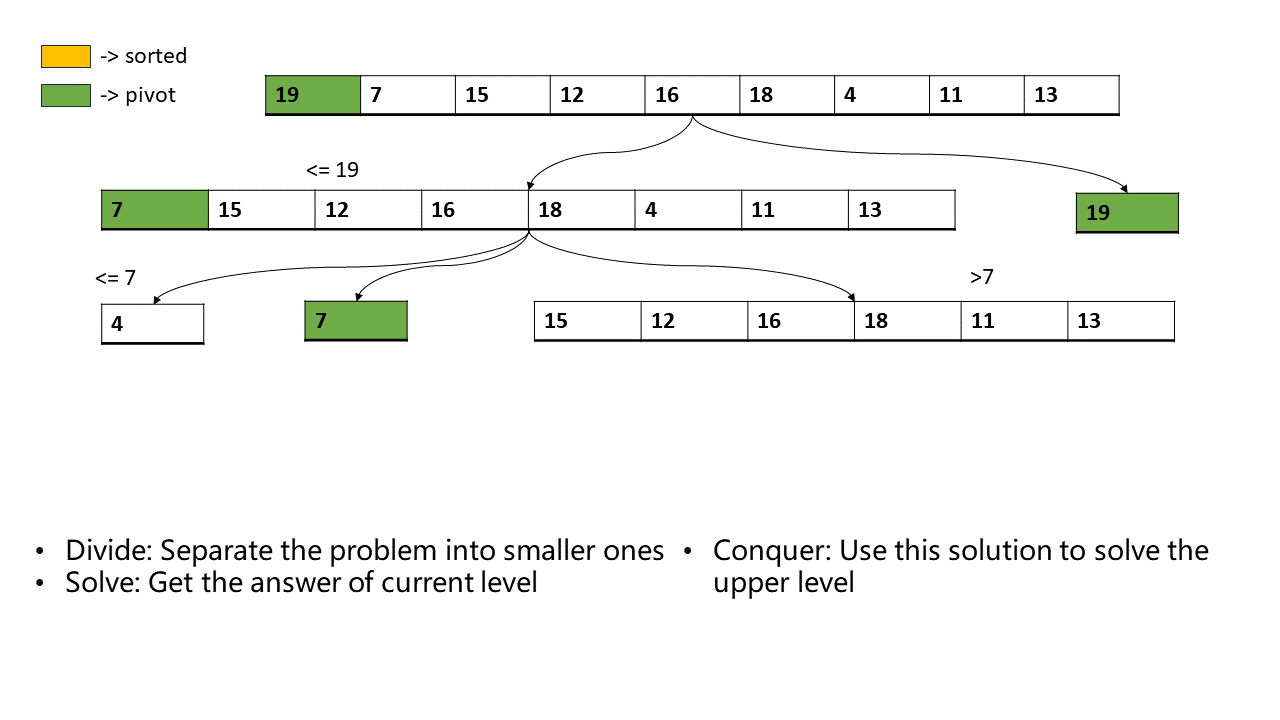 -> sorted
-> pivot
19 7 15 12 16 18 4 11 13
<= 19
7 15 12 16 18 4 11 13
19
<= 7
>7
4
7
15 12 16 18 11 13
• Divide: Separate the problem into smaller ones
• Solve: Get the answer of current level
• Conquer: Use this solution to solve the
upper level